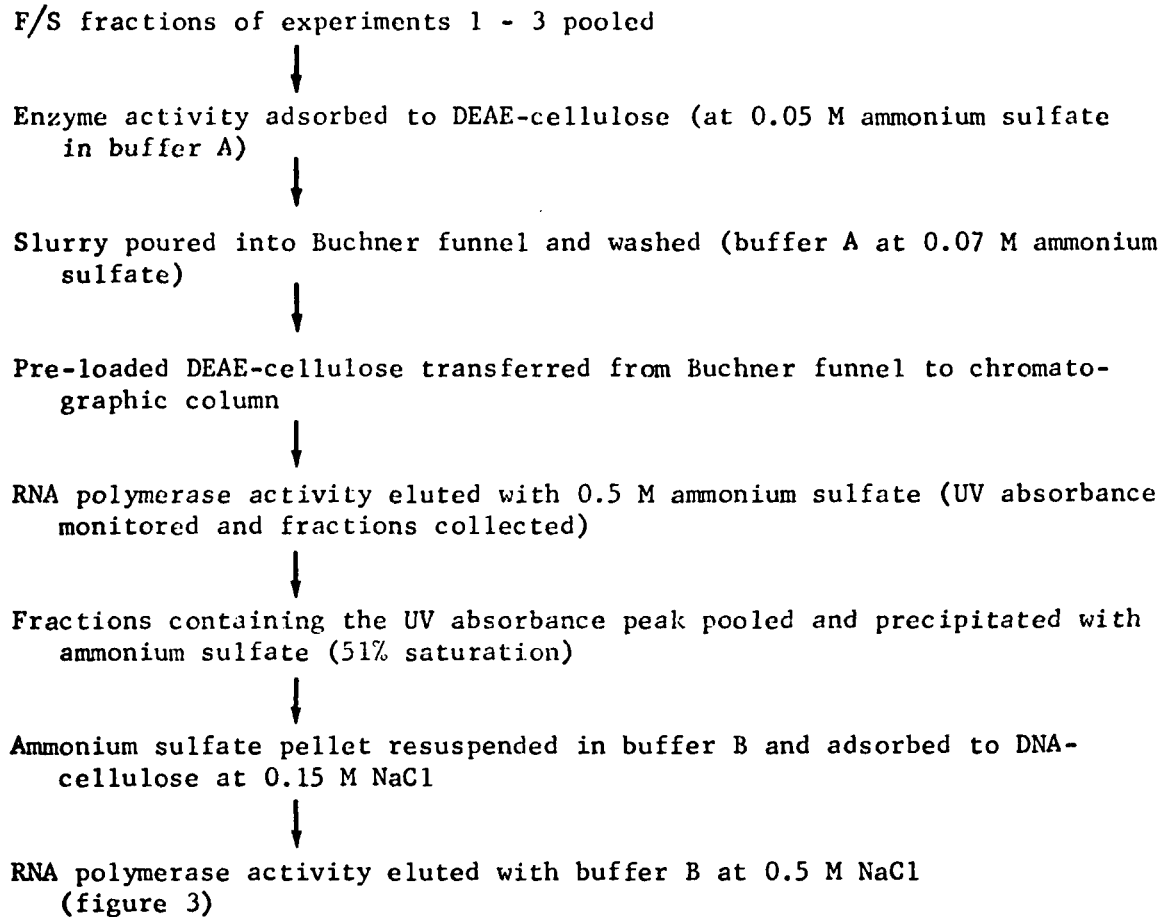 F/S fractions of experiments 1 - 3 pooled
Enzyme activity adsorbed to DEAE-cellulose (at 0.05 M ammonium sulfate
in buffer A)
Slurry poured into Buchner funnel and washed (buffer A at 0.07 M ammonium
sulfate)
Pre-loaded DEAE-cellulose transferred from Buchner funnel to chromato-
graphic column
RNA polymerase activity eluted with 0.5 M ammonium sulfate (UV absorbance
monitored and fractions collected)
Fractions containing the UV absorbance peak pooled and precipitated with
ammonium sulfate (51% saturation)
Ammonium sulfate pellet resuspended in buffer B and adsorbed to DNA-
cellulose at 0.15 M NaCl
RNA polymerase activity eluted with buffer B at 0.5 M NaCl
(figure 3)